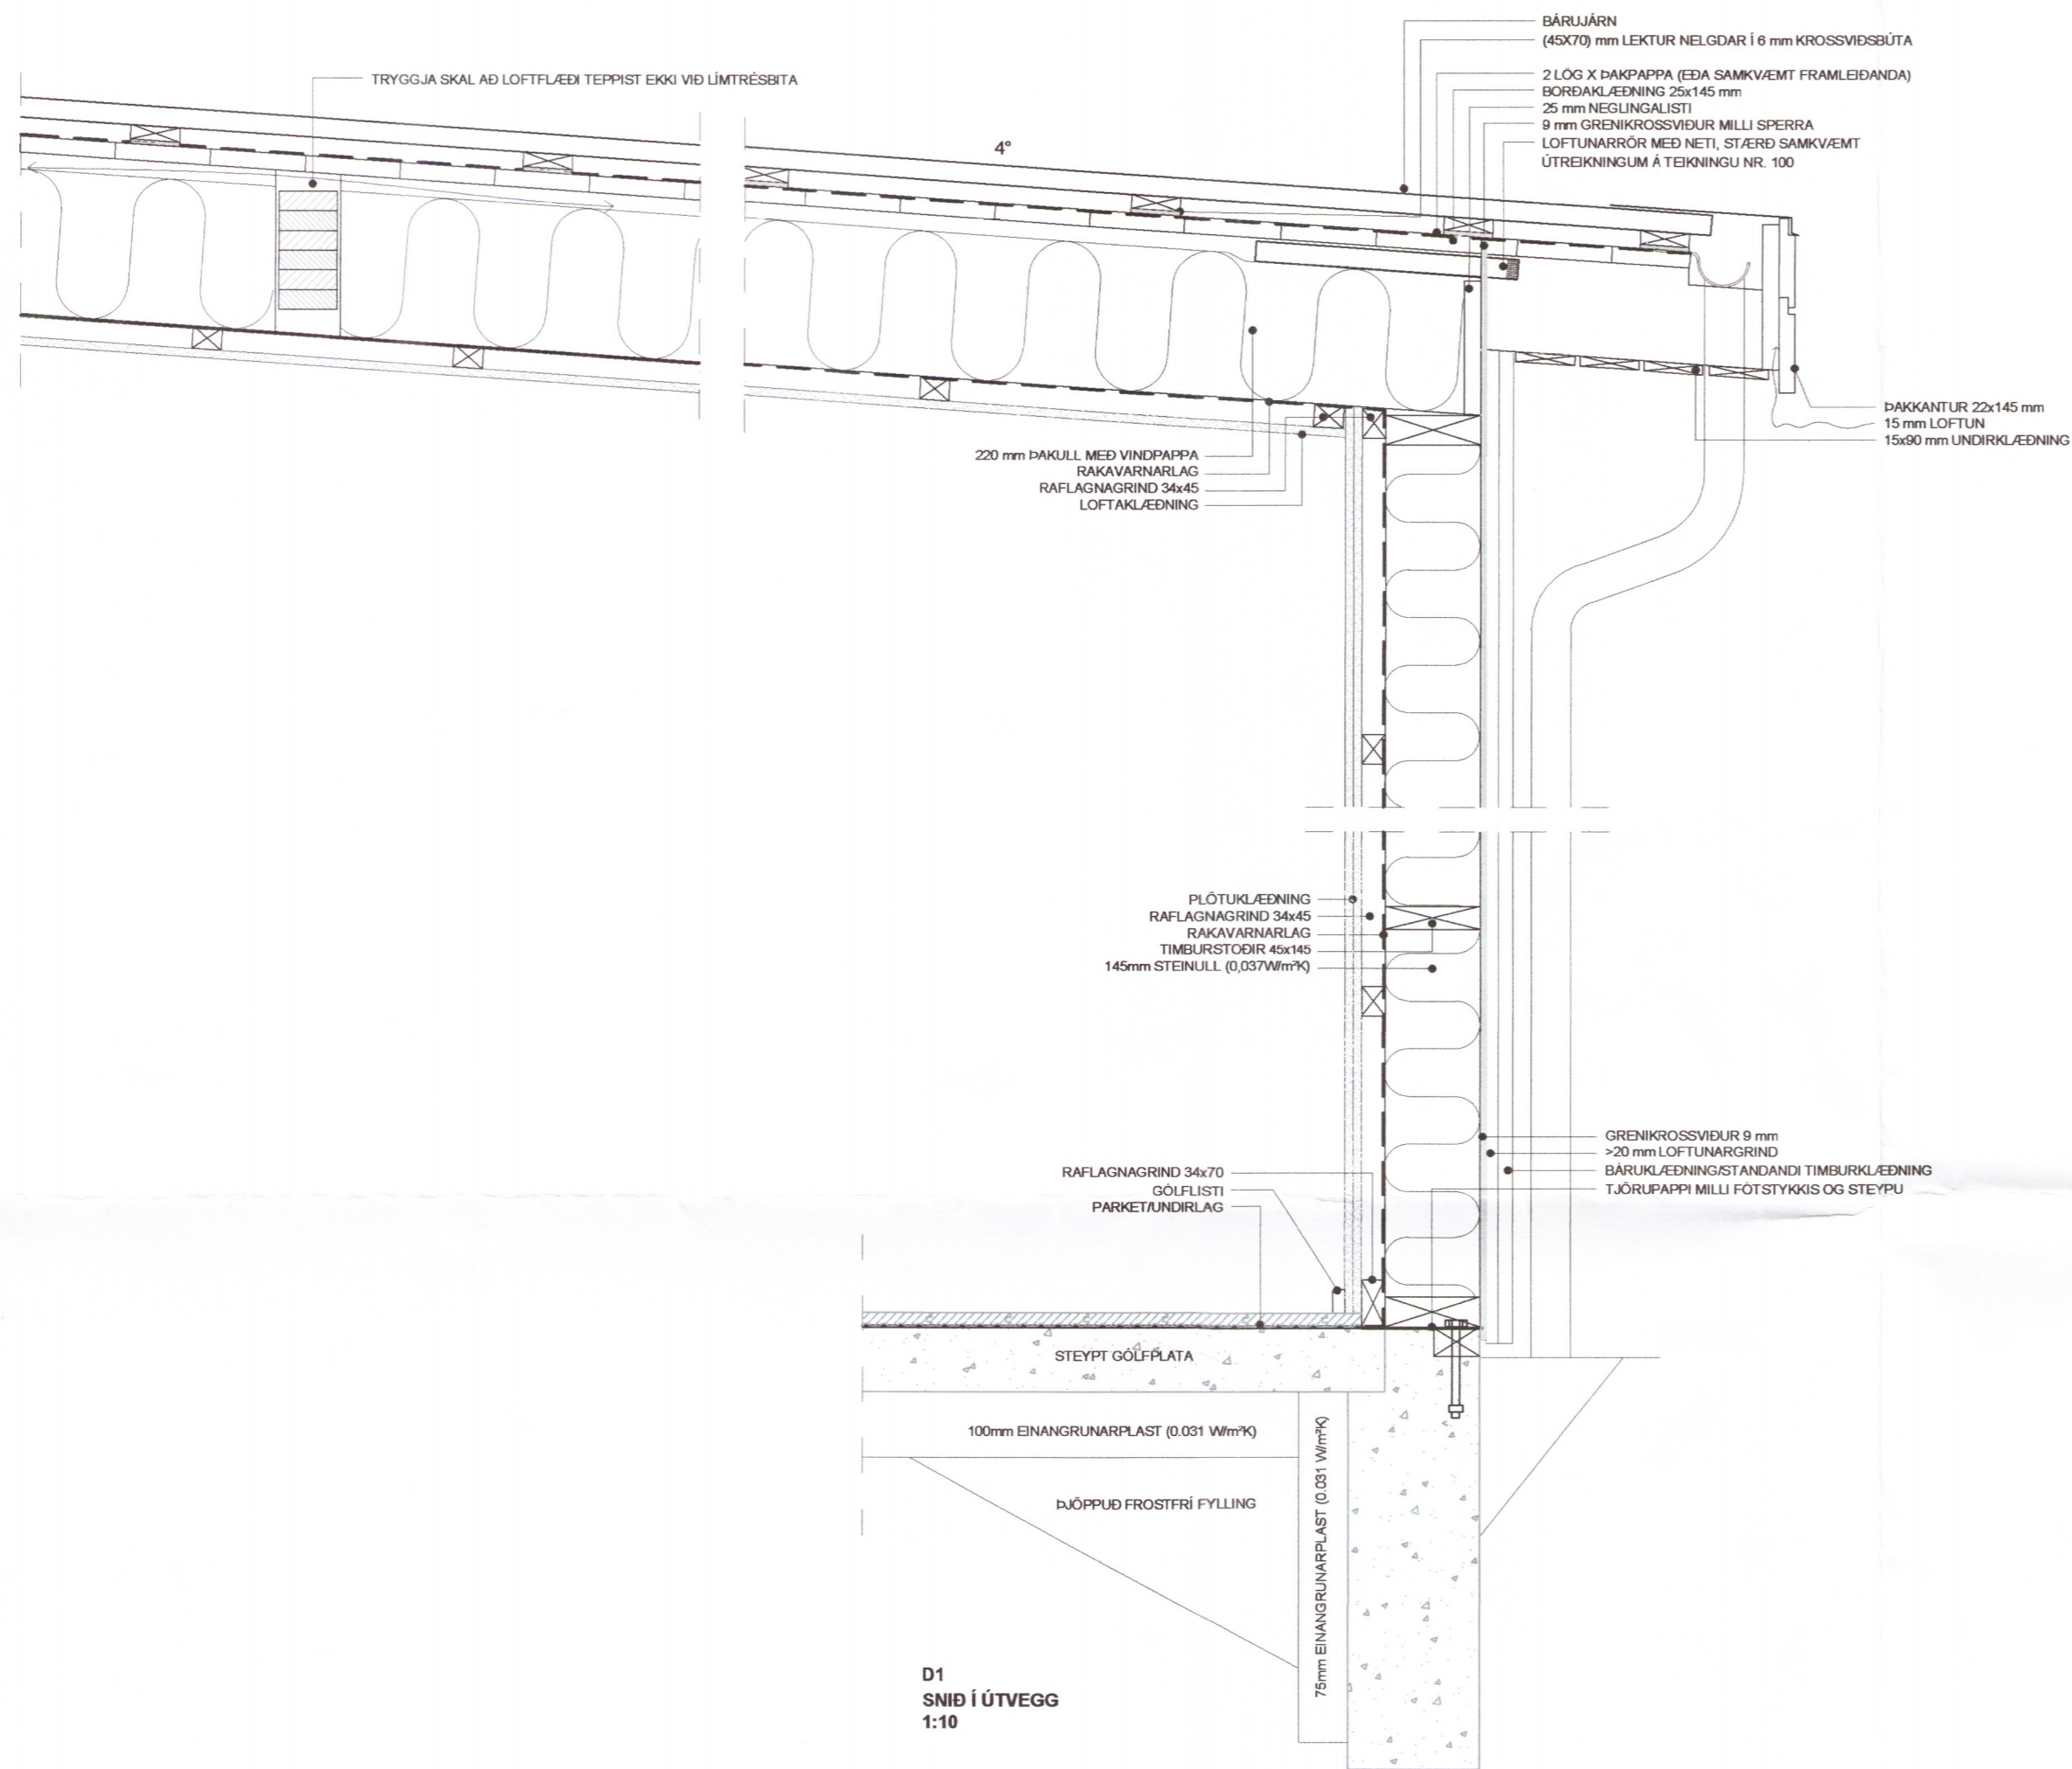 BÁRUJÁRN
(45X70) mm LEKTUR NELGDAR Í 6 mm KROSSVIÐSBÚTA
TRYGGJA SKAL AÐ LOFTFLÆÐI TEPPIST EKKI VIÐ LÍMTRÉSBITA
2 LÖG X ÞAKPAPPA (EÐA SAMKVÆMT FRAMLEIÐANDA)
BORÐAKLÆÐNING 25x145 mm
25 mm NEGLINGALISTI
9 mm GRENIKROSSVIÐUR MILLI SPERRA
LOFTUNARRÖR MEÐ NETI, STÆRÐ SAMKVÆMT
ÚTREIKNINGUM Á TEIKNINGU NR. 100
4°
ÞAKKANTUR 22x145 mm
15 mm LOFTUN
15x90 mm UNDIRKLÆÐNING
220 mm ÞAKULL MEÐ VINDPAPPA
RAKAVARNARLAG
RAFLAGNAGRIND 34x45
LOFTAKLÆÐNING
PLÖTUKLÆÐNING
RAFLAGNAGRIND 34x45
RAKAVARNARLAG
TIMBURSTOÐIR 45x145
145mm STEINULL (0,037W/m²K)
GRENIKROSSVIÐUR 9 mm
>20 mm LOFTUNARGRIND
BÁRUKLÆÐNING/STANDANDI TIMBURKLÆÐNING
TJÖRUPAPPI MILLI FÓTSTYKKIS OG STEYPU
RAFLAGNAGRIND 34x70
GÓLFLISTI
PARKET/UNDIRLAG
STEYPT GÓLFPLATA
100mm EINANGRUNARPLAST (0.031 W/m²K)
ÞJÖPPUÐ FROSTFRÍ FYLLING
75mm EINANGRUNARPLAST (0.031 W/m²K)
D1
SNIÐ Í ÚTVEGG
1:10